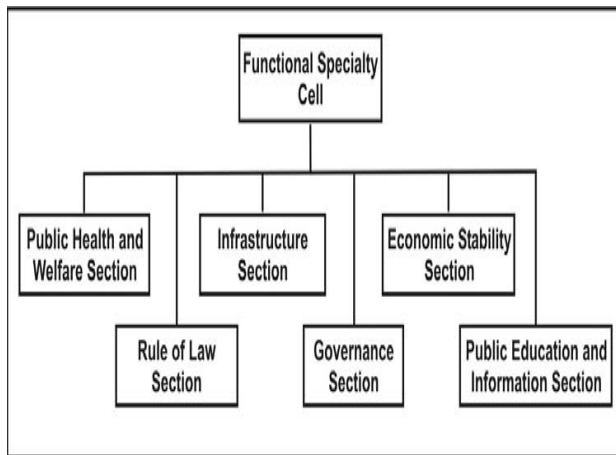 Functional Specialty
Cell
Public Health and
Welfare Section
Infrastructure
Section
Economic Stability
Section
Rule of Law
Section
Governance
Section
Public Education and
Information Section